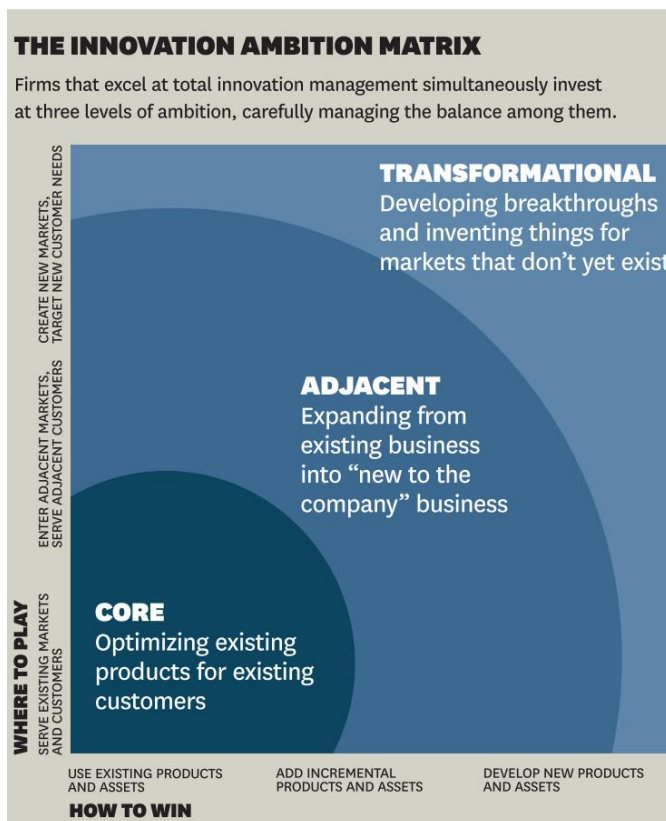 THE INNOVATION AMBITION MATRIX
Firms that excel at total innovation management simultaneously invest
at three levels of ambition, carefully managing the balance among them.
TRANSFORMATIONAL
Developing breakthroughs
and inventing things for
markets that don’t yet exist
ADJACENT
Expanding from
existing business
into “new to the
company” business
CORE
Optimizing existing
products for existing
customers
WHERE TO PLAY
CREATE NEW MARKETS,
TARGET NEW CUSTOMER NEEDS
ENTER ADJACENT MARKETS,
SERVE ADJACENT CUSTOMERS
SERVE EXISTING MARKETS
AND CUSTOMERS
USE EXISTING PRODUCTS
AND ASSETS
ADD INCREMENTAL
PRODUCTS AND ASSETS
DEVELOP NEW PRODUCTS
AND ASSETS
HOW TO WIN